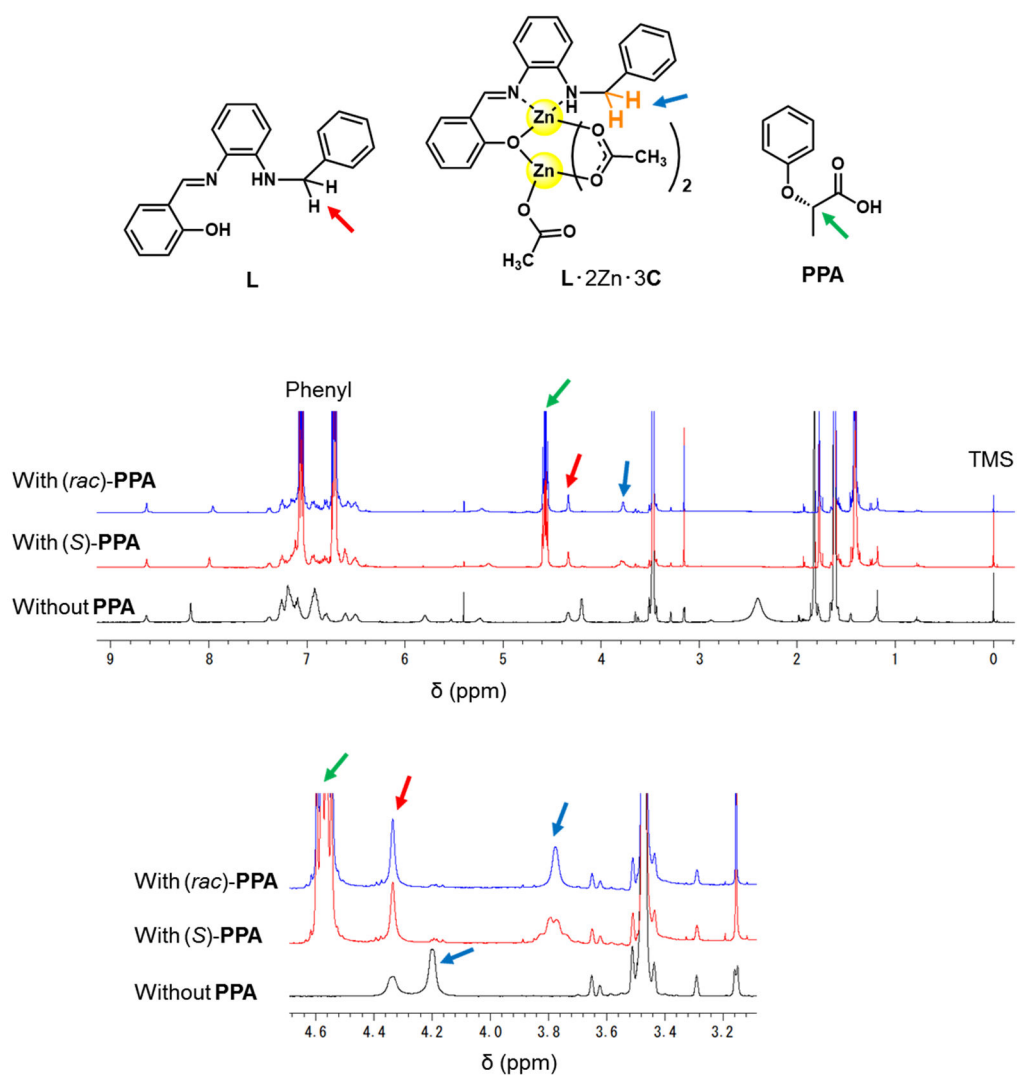 N
HN
H
H
OH
L
N
N
H
H
H
Zn
O
O
O
CH3
Zn
2
O
O
H3C
L·2Zn·3C
O
O
OH
PPA
Phenyl
TMS
With (rac)-PPA
With (S)-PPA
Without PPA
9 8 7 6 5 4 3 2 1 0
δ (ppm)
With (rac)-PPA
With (S)-PPA
Without PPA
4.6 4.4 4.2 4.0 3.8 3.6 3.4 3.2
δ (ppm)